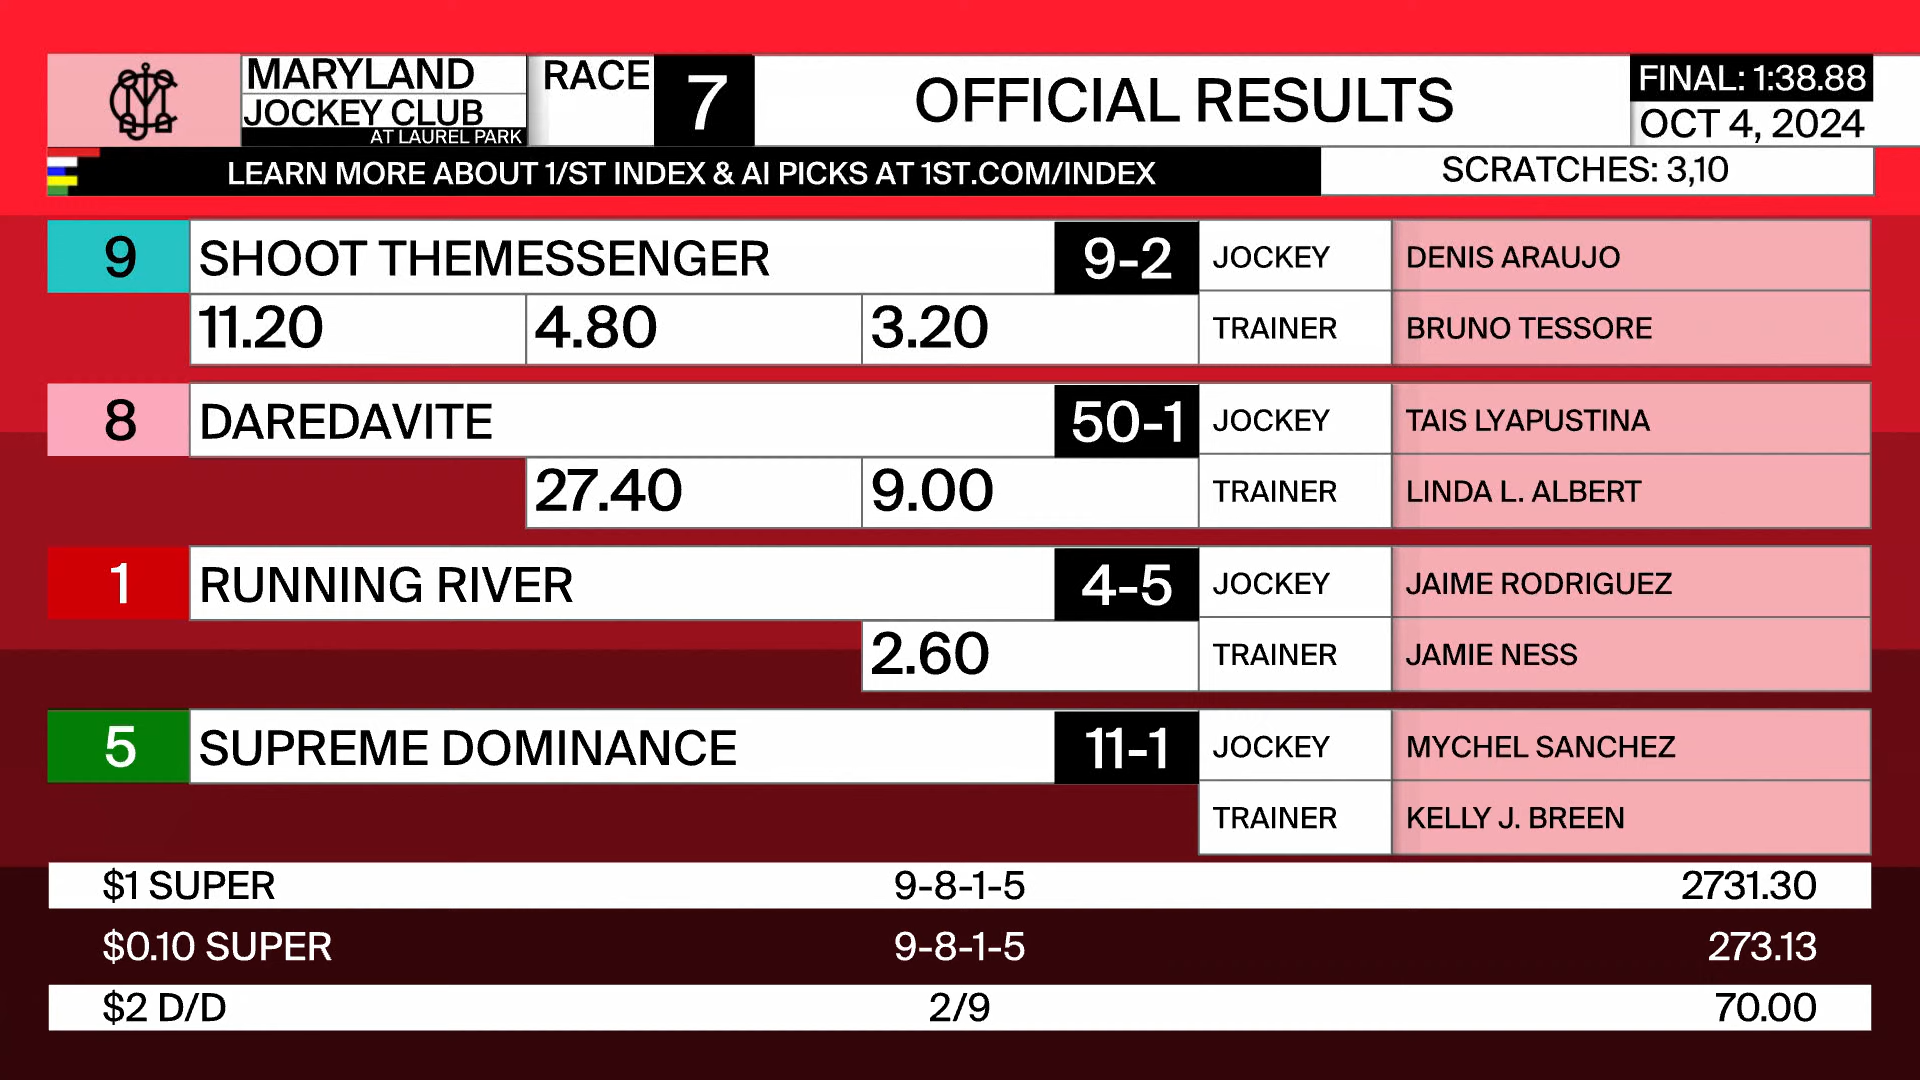 MARYLAND
JOCKEY CLUB
AT LAUREL PARK
RACE 7
OFFICIAL RESULTS
FINAL: 1:38.88
OCT 4, 2024
LEARN MORE ABOUT 1/ST INDEX & AI PICKS AT 1ST.COM/INDEX
SCRATCHES: 3,10
9 SHOOT THEMESSENGER 9-2 JOCKEY DENIS ARAUJO
11.20 4.80 3.20 TRAINER BRUNO TESSORE
8 DAREDAVITE 50-1 JOCKEY TAIS LYAPUSTINA
27.40 9.00 TRAINER LINDA L. ALBERT
1 RUNNING RIVER 4-5 JOCKEY JAIME RODRIGUEZ
2.60 TRAINER JAMIE NESS
5 SUPREME DOMINANCE 11-1 JOCKEY MYCHEL SANCHEZ
TRAINER KELLY J. BREEN
$1 SUPER 9-8-1-5 2731.30
$0.10 SUPER 9-8-1-5 273.13
$2 D/D 2/9 70.00